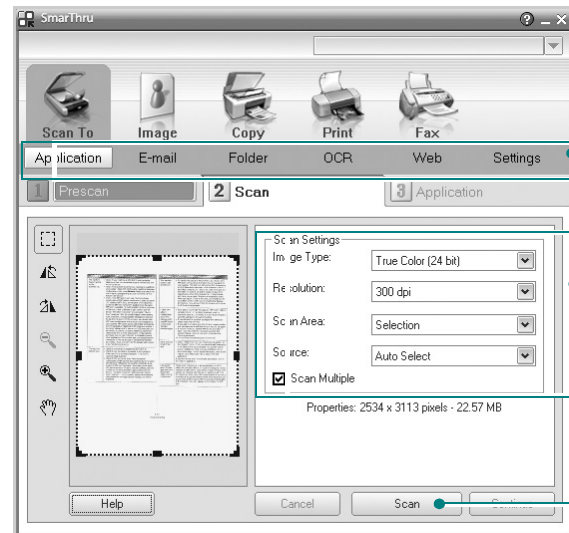 SmarThru
Scan To Image Copy Print Fax
Application E-mail Folder OCR Web Settings
1 Prescan 2 Scan 3 Application
Scan Settings
Image Type: True Color (24 bit)
Resolution: 300 dpi
Scan Area: Selection
Source: Auto Select
Scan Multiple
Properties: 2534 x 3113 pixels - 22.57 MB
Help Cancel Scan Continue